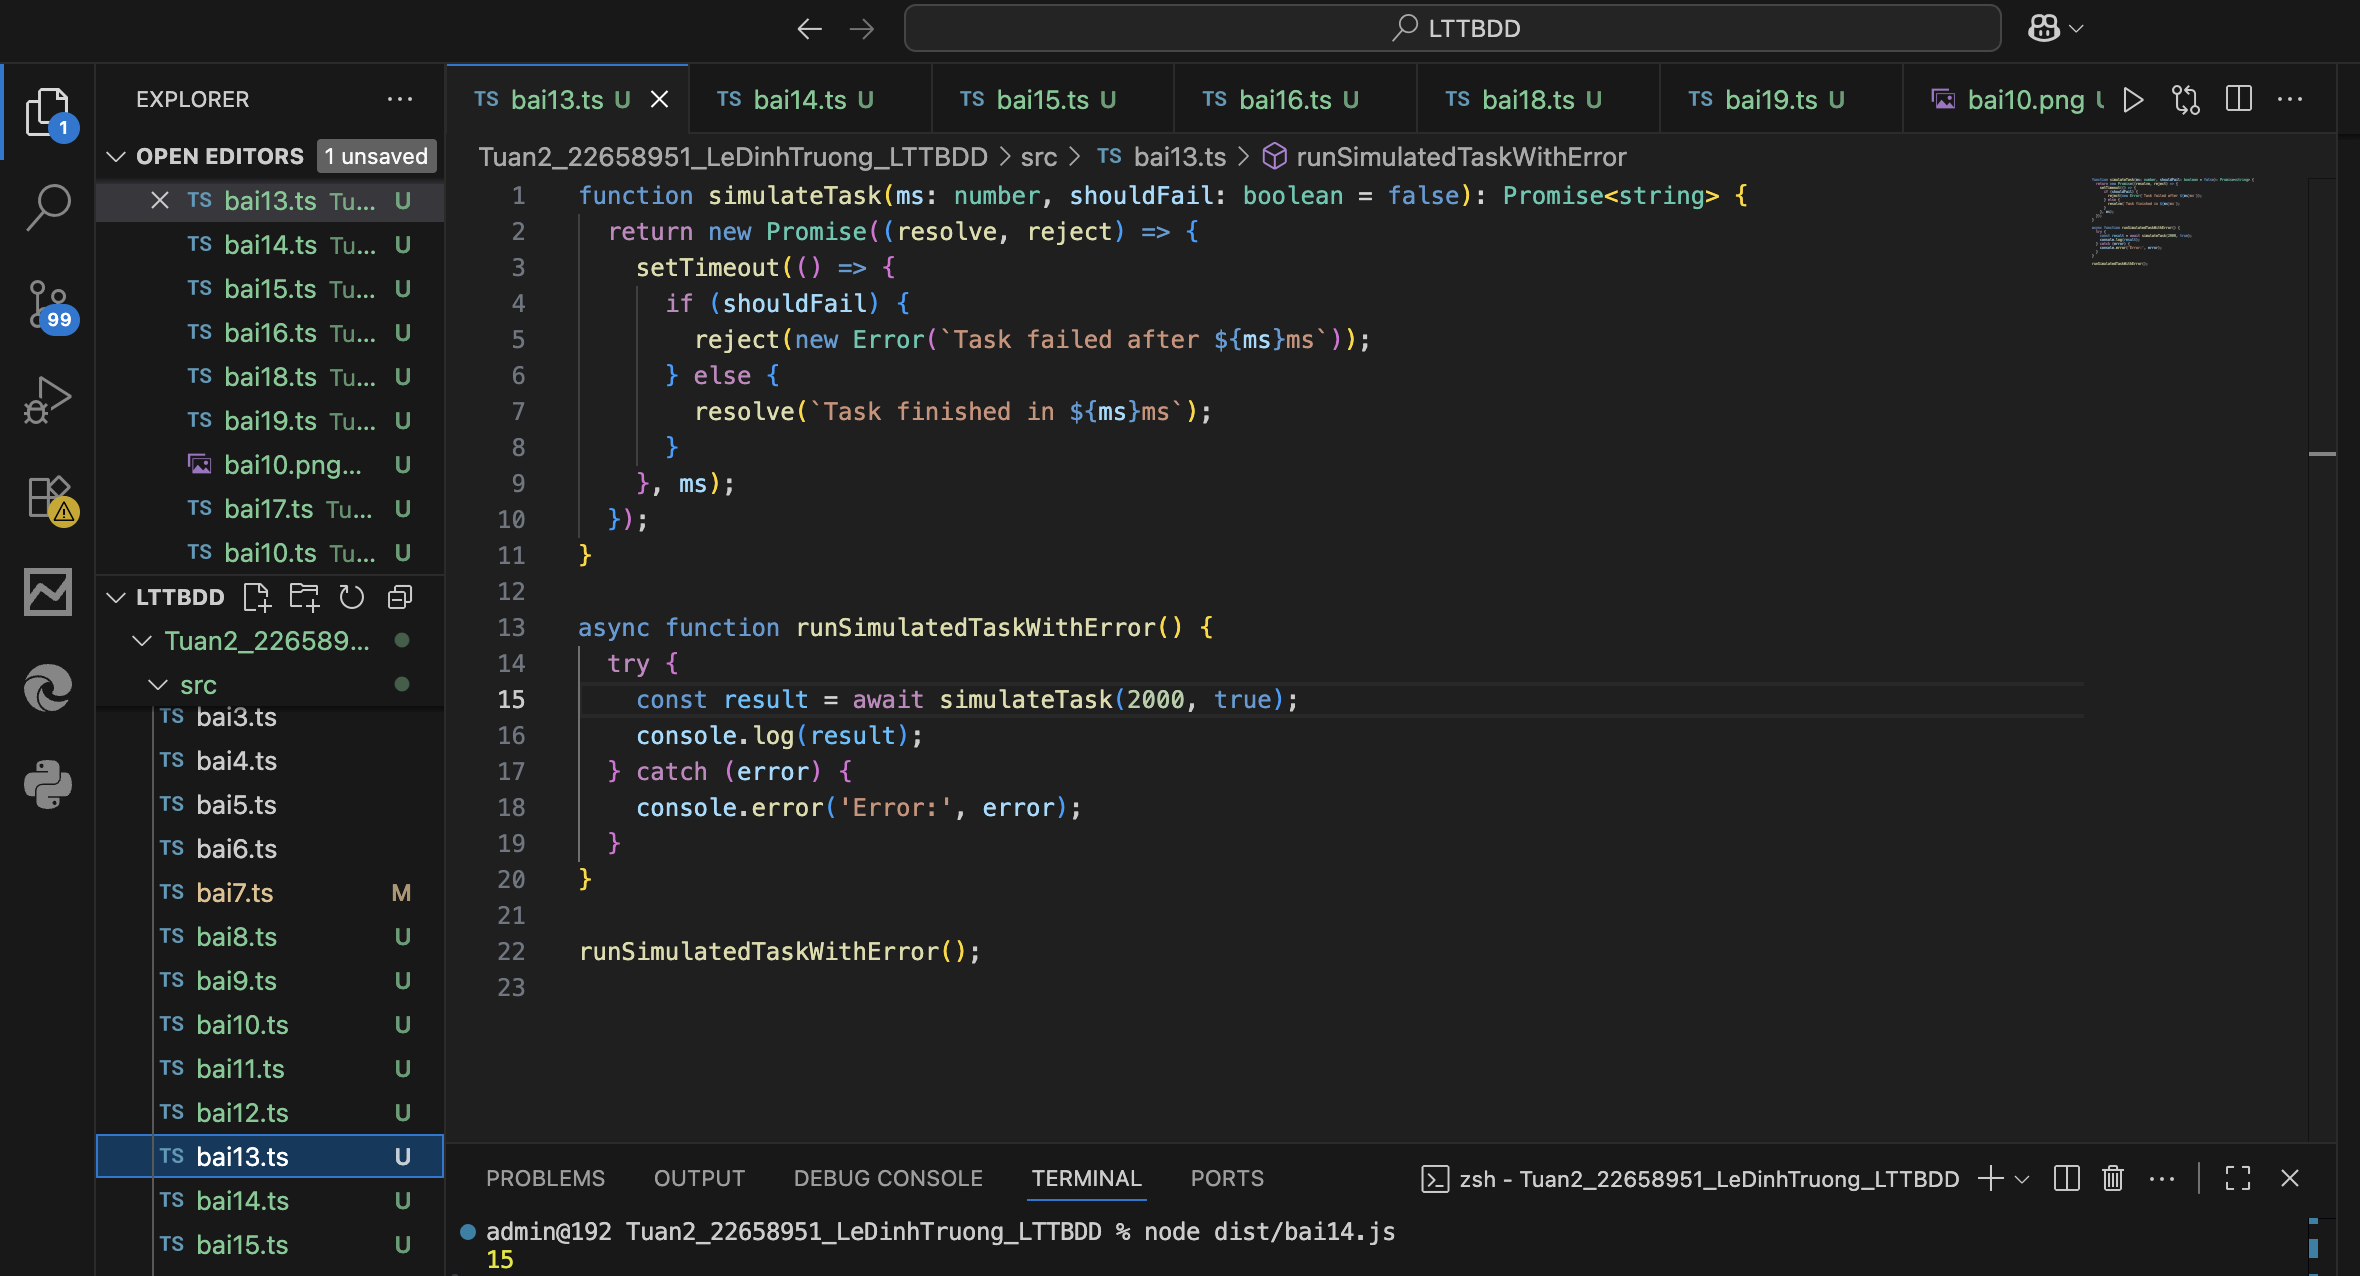 LTTBDD
EXPLORER
1
OPEN EDITORS 1 unsaved
TS bai13.ts Tu... U
TS bai14.ts Tu... U
TS bai15.ts Tu... U
TS bai16.ts Tu... U
TS bai18.ts Tu... U
TS bai19.ts Tu... U
bai10.png... U
TS bai17.ts Tu... U
TS bai10.ts Tu... U
99
LTTBDD
Tuan2_226589...
src
TS bai3.ts
TS bai4.ts
TS bai5.ts
TS bai6.ts
TS bai7.ts M
TS bai8.ts U
TS bai9.ts U
TS bai10.ts U
TS bai11.ts U
TS bai12.ts U
TS bai13.ts U
TS bai14.ts U
TS bai15.ts U
TS bai13.ts U TS bai14.ts U TS bai15.ts U TS bai16.ts U TS bai18.ts U TS bai19.ts U bai10.png U
Tuan2_22658951_LeDinhTruong_LTTBDD > src > TS bai13.ts > runSimulatedTaskWithError
1 function simulateTask(ms: number, shouldFail: boolean = false): Promise<string> {
2 return new Promise((resolve, reject) => {
3 setTimeout(() => {
4 if (shouldFail) {
5 reject(new Error(`Task failed after ${ms}ms`));
6 } else {
7 resolve(`Task finished in ${ms}ms`);
8 }
9 }, ms);
10 });
11 }
12
13 async function runSimulatedTaskWithError() {
14 try {
15 const result = await simulateTask(2000, true);
16 console.log(result);
17 } catch (error) {
18 console.error('Error:', error);
19 }
20 }
21
22 runSimulatedTaskWithError();
23
PROBLEMS OUTPUT DEBUG CONSOLE TERMINAL PORTS zsh - Tuan2_22658951_LeDinhTruong_LTTBDD
admin@192 Tuan2_22658951_LeDinhTruong_LTTBDD % node dist/bai14.js
15